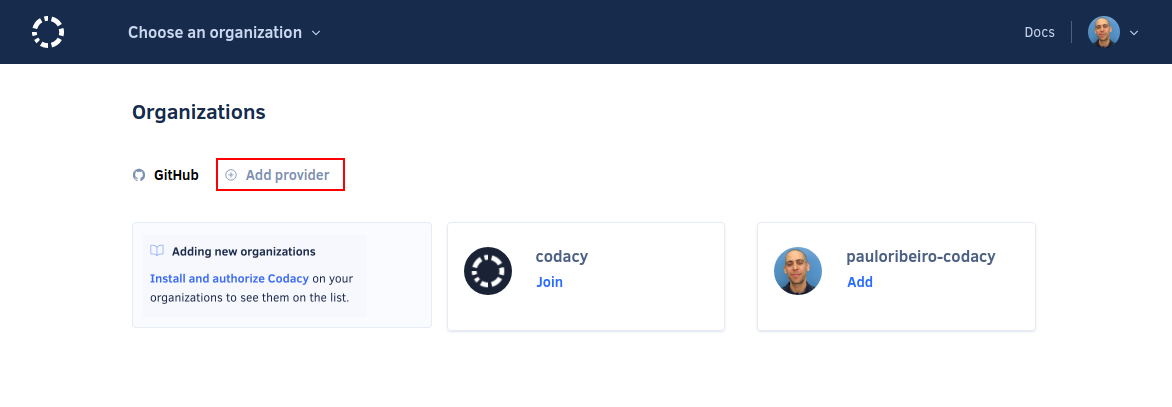 Choose an organization
Docs
Organizations
GitHub
Add provider
Adding new organizations
Install and authorize Codacy on your
organizations to see them on the list.
codacy
Join
pauloribeiro-codacy
Add